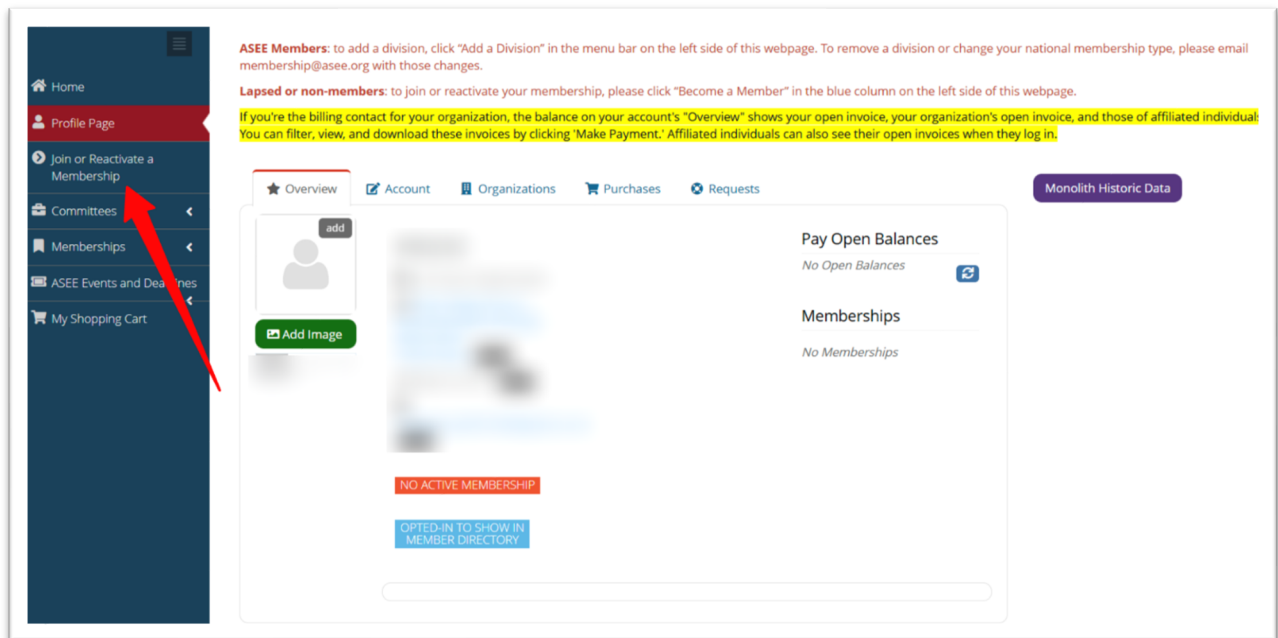 Home
Profile Page
Join or Reactivate a
Membership
Committees
Memberships
ASEE Events and Deadlines
My Shopping Cart
ASEE Members: to add a division, click "Add a Division" in the menu bar on the left side of this webpage. To remove a division or change your national membership type, please email
membership@asee.org with those changes.
Lapsed or non-members: to join or reactivate your membership, please click "Become a Member" in the blue column on the left side of this webpage.
If you're the billing contact for your organization, the balance on your account's "Overview" shows your open invoice, your organization's open invoice, and those of affiliated individual
You can filter, view, and download these invoices by clicking 'Make Payment.' Affiliated individuals can also see their open invoices when they log in.
Overview
Account
Organizations
Purchases
Requests
Monolith Historic Data
add
Add Image
Pay Open Balances
No Open Balances
Memberships
No Memberships
NO ACTIVE MEMBERSHIP
OPTED-IN TO SHOW IN
MEMBER DIRECTORY